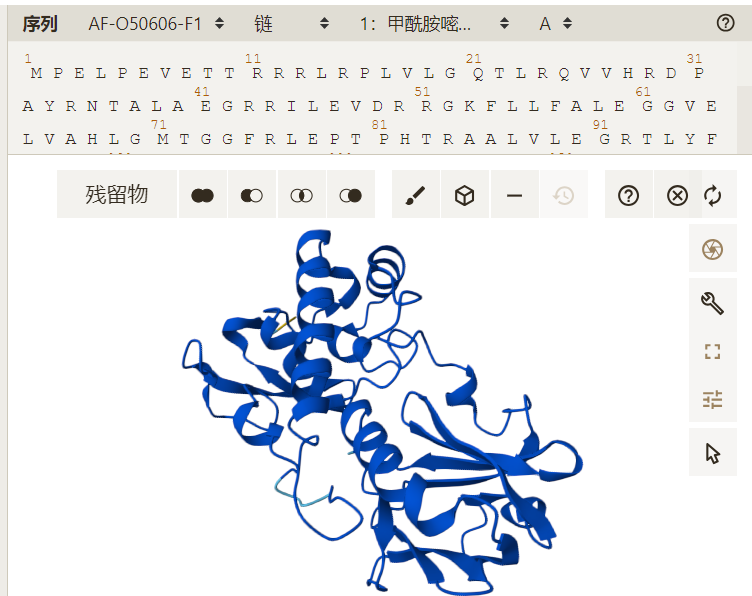 序列 AF-O50606-F1 链 1：甲酰胺嘧... A
1 11 21 31
M P E L P E V E T T R R R L R P L V L G Q T L R Q V V H R D P
41 51 61
A Y R N T A L A E G R R I L E V D R R G K F L L F A L E G G V E
71 81 91
L V A H L G M T G G F R L E P T P H T R A A L V L E G R T L Y F
残留物